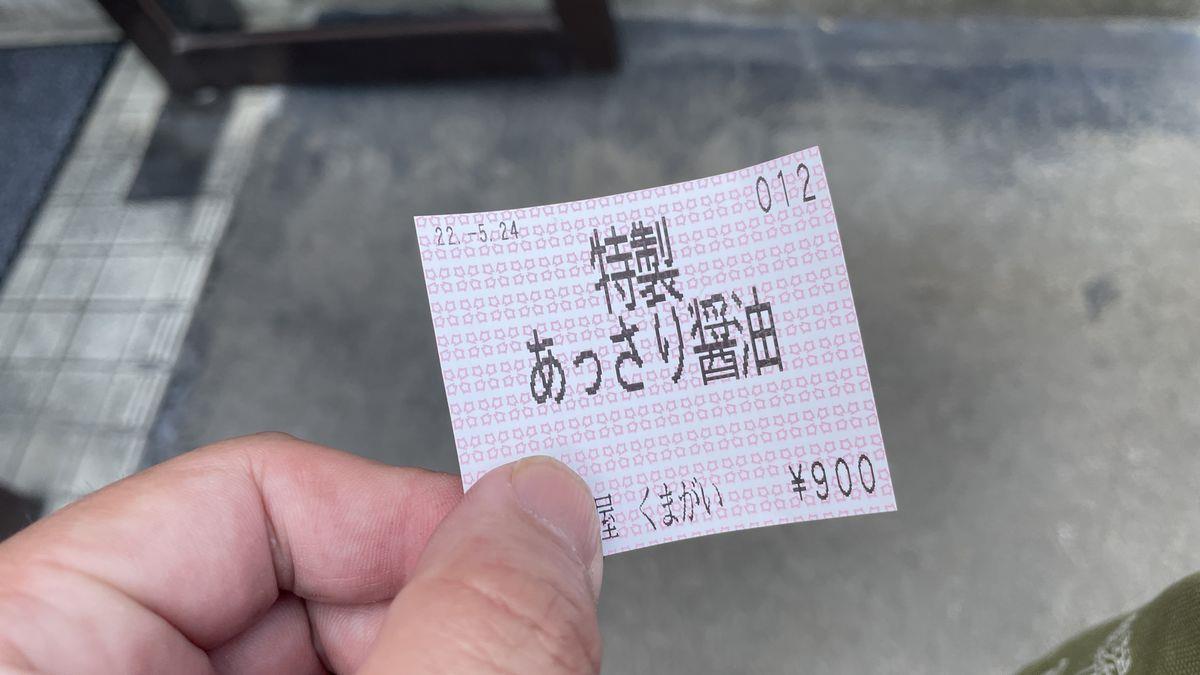 22.-5.24 012
特製
あっさり醤油
屋 くまがい ¥900